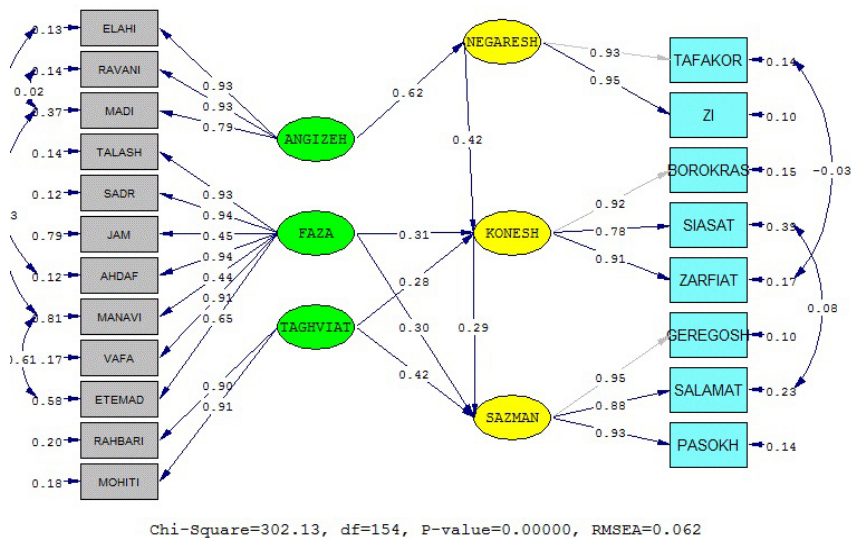 0.13 ELAHI
0.14 RAVANI
0.02
0.37 MADI
0.14 TALASH
0.12 SADR
0.79 JAM
3
0.12 AHDAF
0.81 MANAVI
0.61
0.17 VAFA
0.58 ETEMAD
0.20 RAHBARI
0.18 MOHITI
0.93
0.93
0.79
0.93
0.94
0.45
0.94
0.44
0.91
0.65
0.90
0.91
ANGIZEH
FAZA
TAGHVIAT
0.62
0.42
0.31
0.28
0.30
0.29
0.42
NEGARESH
KONESH
SAZMAN
0.93
0.95
0.92
0.78
0.91
0.95
0.88
0.93
TAFAKOR 0.14
ZI 0.10
BOROKRAS 0.15
-0.03
SIASAT 0.39
ZARFIAT 0.17
0.08
GEREGOSH 0.10
SALAMAT 0.23
PASOKH 0.14
Chi-Square=302.13, df=154, P-value=0.00000, RMSEA=0.062